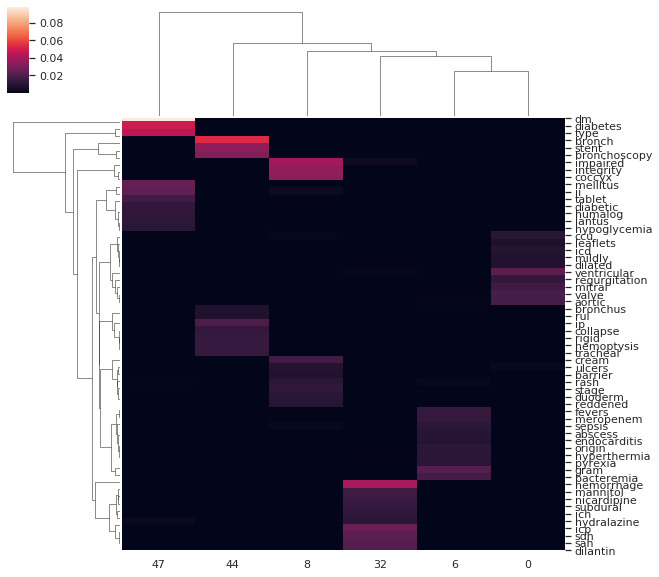 0.08
0.06
0.04
0.02
dm
diabetes
type
bronch
stent
bronchoscopy
impaired
integrity
coccyx
mellitus
ii
tablet
diabetic
humalog
lantus
hypoglycemia
ccu
leaflets
icd
mildly
dilated
ventricular
regurgitation
mitral
valve
aortic
bronchus
rul
ip
collapse
rigid
hemoptysis
tracheal
cream
ulcers
barrier
rash
stage
duoderm
reddened
fevers
meropenem
sepsis
abscess
endocarditis
origin
hyperthermia
pyrexia
gram
bacteremia
hemorrhage
mannitol
nicardipine
subdural
ich
hydralazine
icp
sdh
sah
dilantin
47 44 8 32 6 0